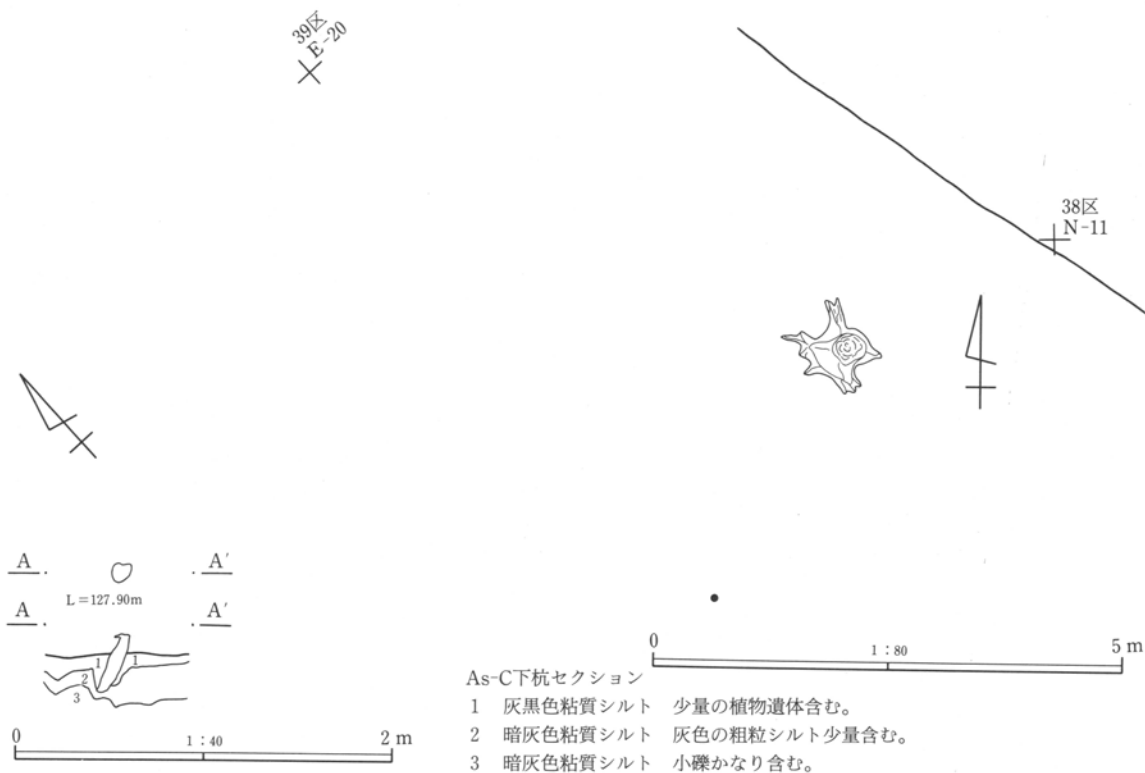 39区
E-20
38区
N-11
A A′
L=127.90m
A A′
1 1
2
3
0 1:40 2m
0 1:80 5m
As-C下杭セクション
1 灰黒色粘質シルト 少量の植物遺体含む。
2 暗灰色粘質シルト 灰色の粗粒シルト少量含む。
3 暗灰色粘質シルト 小礫かなり含む。